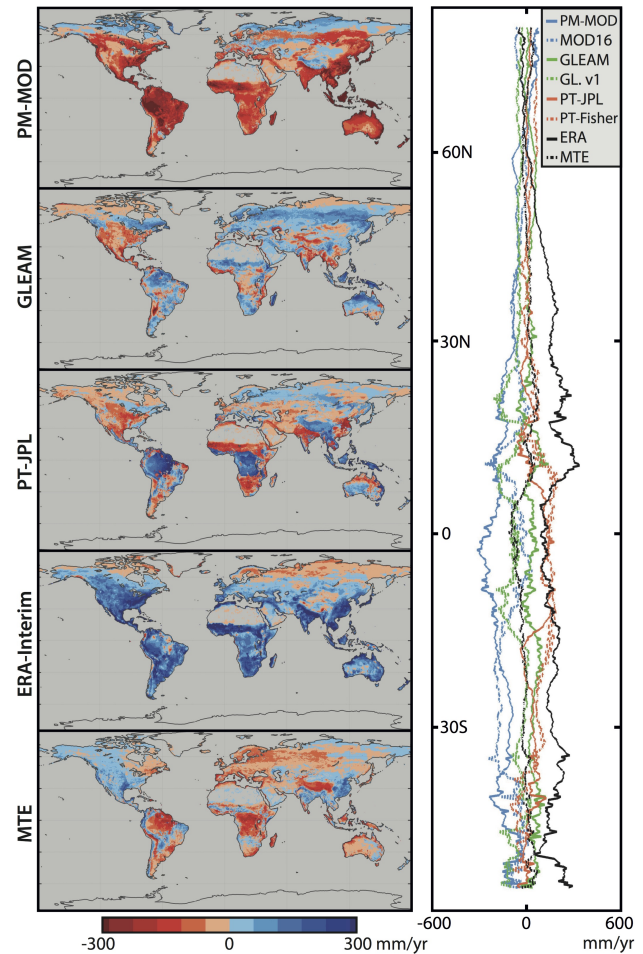 PM-MOD
GLEAM
PT-JPL
ERA-Interim
MTE
-300
0
300 mm/yr
PM-MOD
MOD16
GLEAM
GL. v1
PT-JPL
PT-Fisher
ERA
MTE
60N
30N
0
30S
-600
0
600
mm/yr